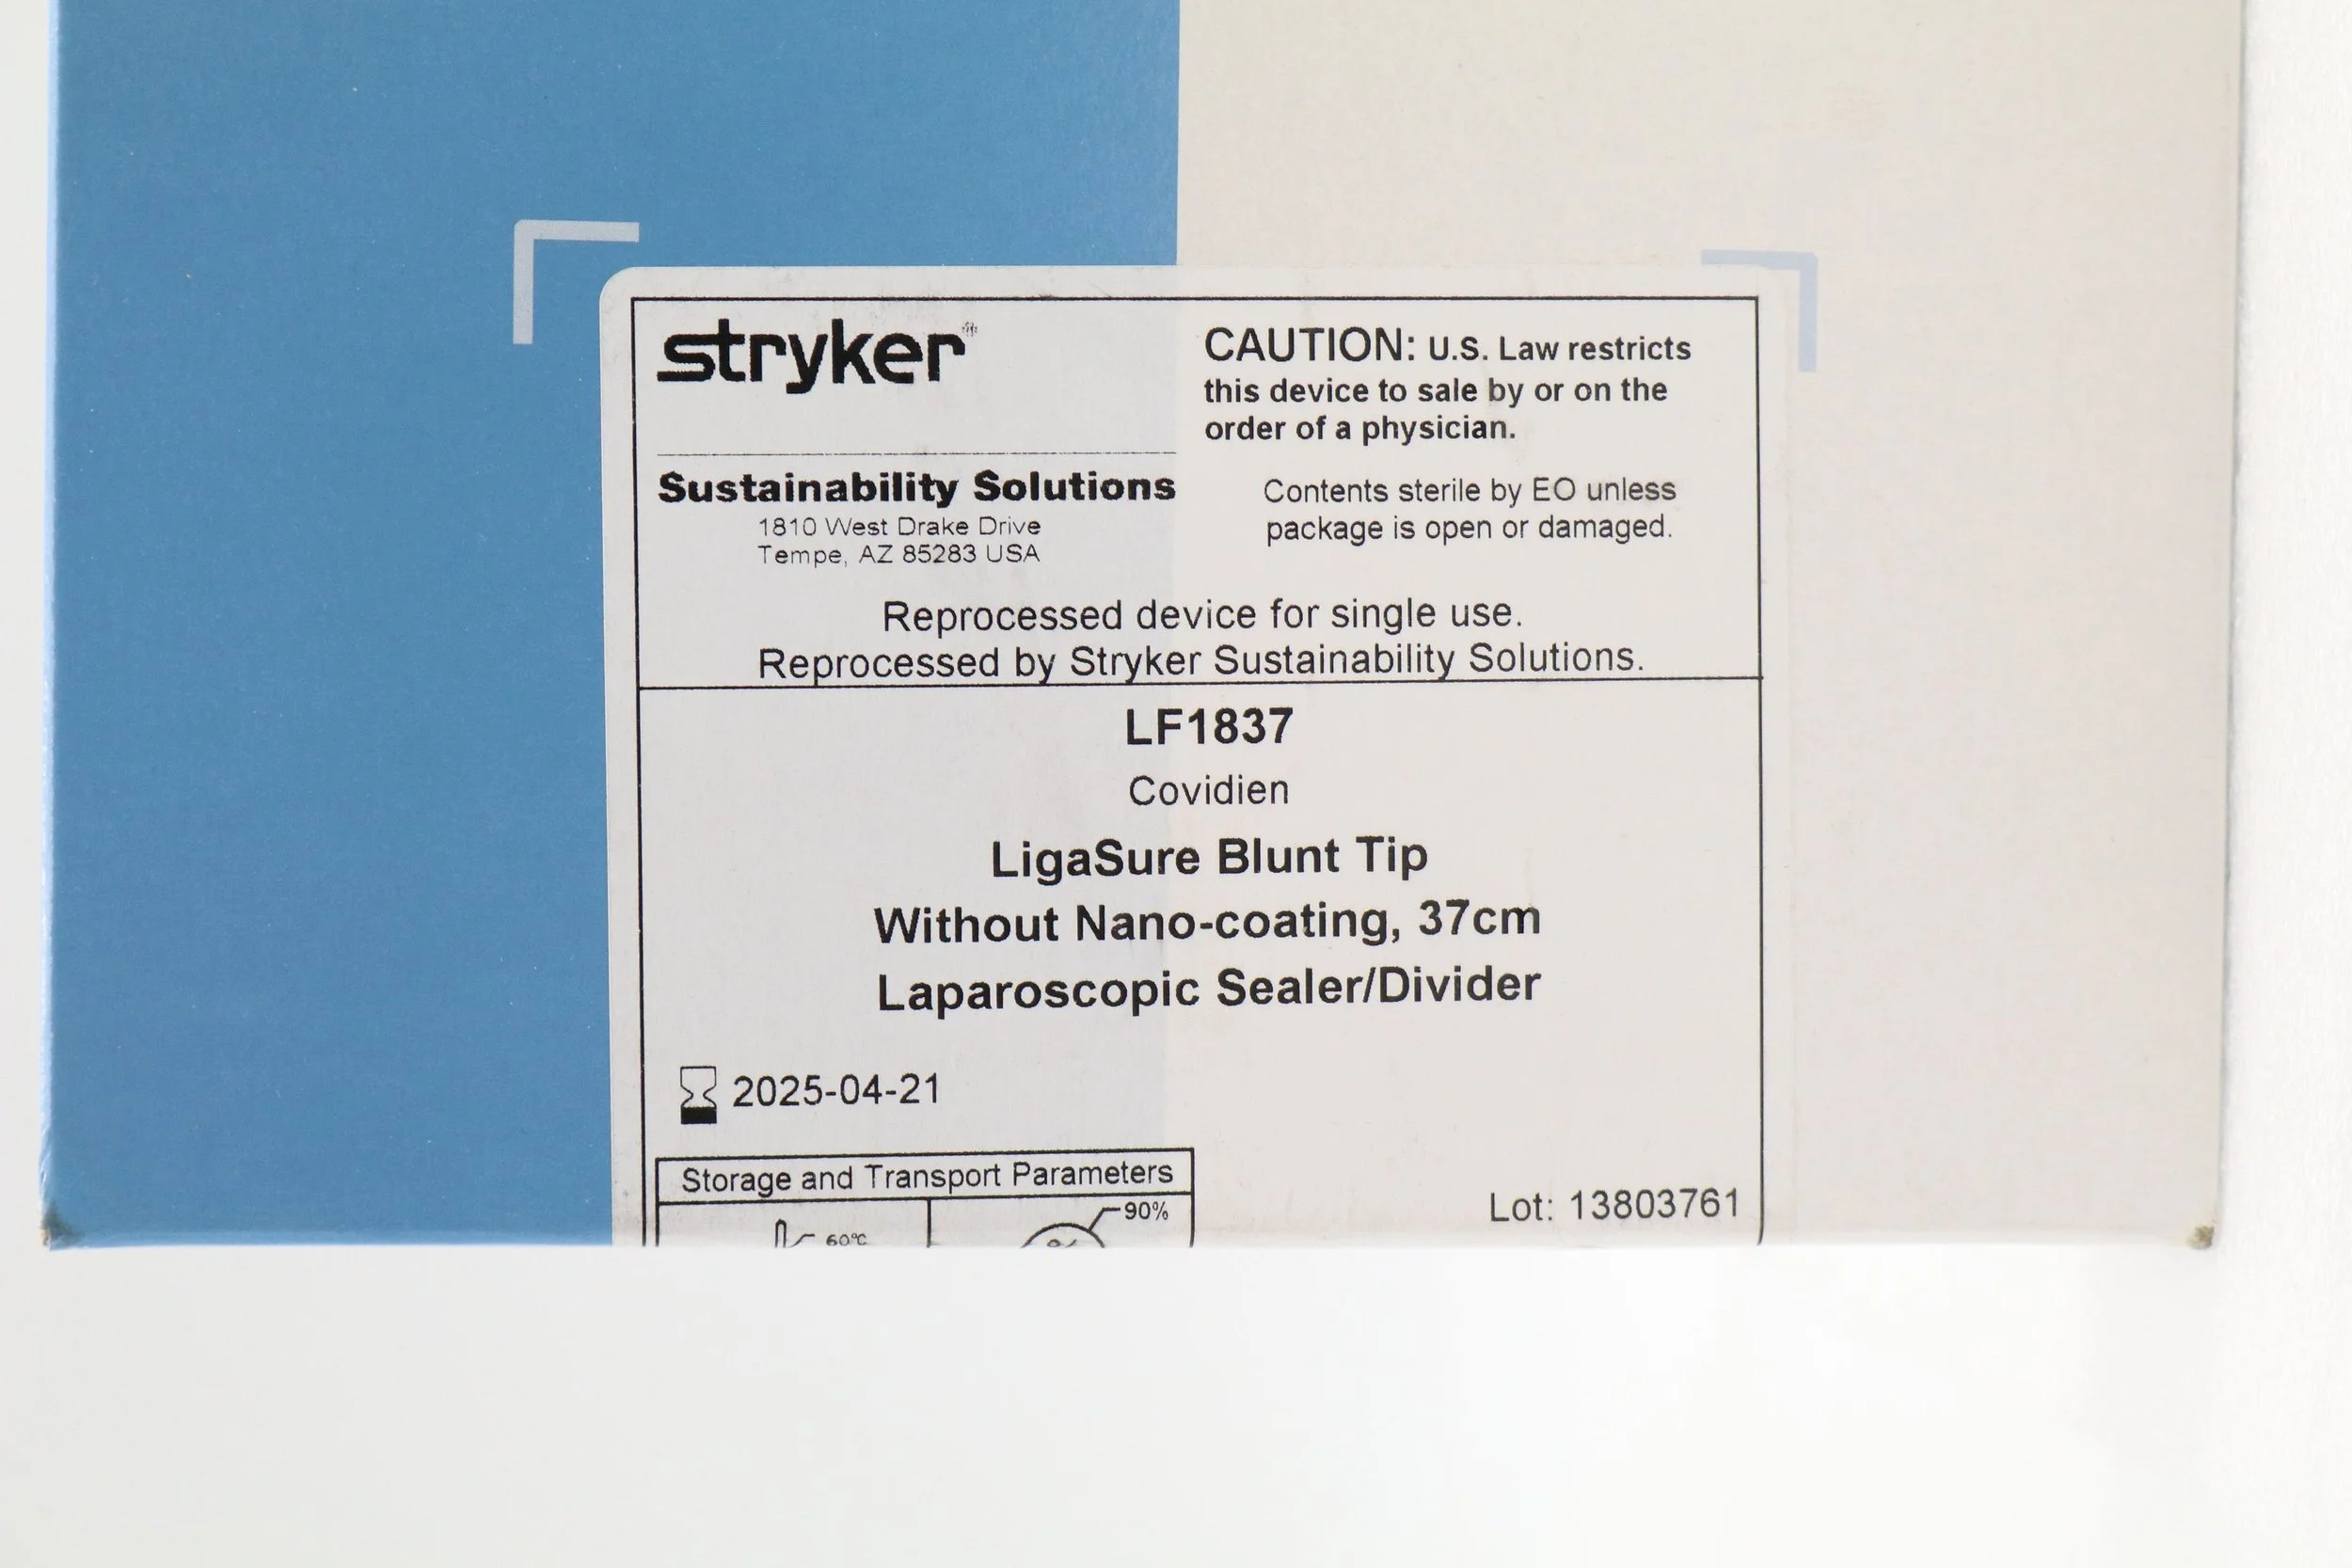 stryker
CAUTION: U.S. Law restricts
this device to sale by or on the
order of a physician.
Sustainability Solutions
1810 West Drake Drive
Tempe, AZ 85283 USA
Contents sterile by EO unless
package is open or damaged.
Reprocessed device for single use.
Reprocessed by Stryker Sustainability Solutions.
LF1837
Covidien
LigaSure Blunt Tip
Without Nano-coating, 37cm
Laparoscopic Sealer/Divider
2025-04-21
Storage and Transport Parameters
60°C
90%
Lot: 13803761